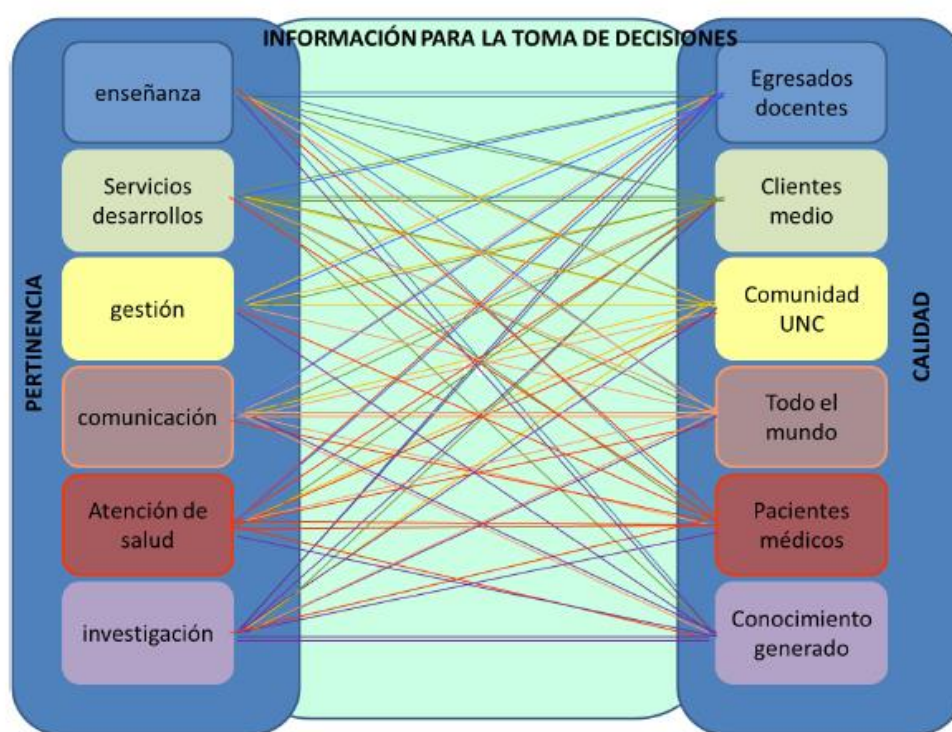 INFORMACIÓN PARA LA TOMA DE DECISIONES
PERTINENCIA
enseñanza
Servicios
desarrollos
gestión
comunicación
Atención de
salud
investigación
Egresados
docentes
Clientes
medio
Comunidad
UNC
Todo el
mundo
Pacientes
médicos
Conocimiento
generado
CALIDAD